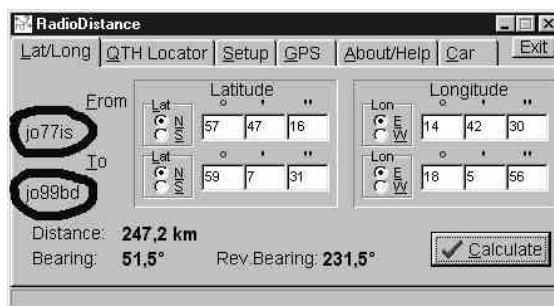 RadioDistance
Lat/Long QTH Locator Setup GPS About/Help Car Exit
Latitude Longitude
From Lat ° ' " Lon ° ' "
jo77is N S 57 47 16 E W 14 42 30
To Lat ° ' " Lon ° ' "
jo99bd N S 59 7 31 E W 18 5 56
Distance: 247,2 km
Bearing: 51,5° Rev.Bearing: 231,5° Calculate